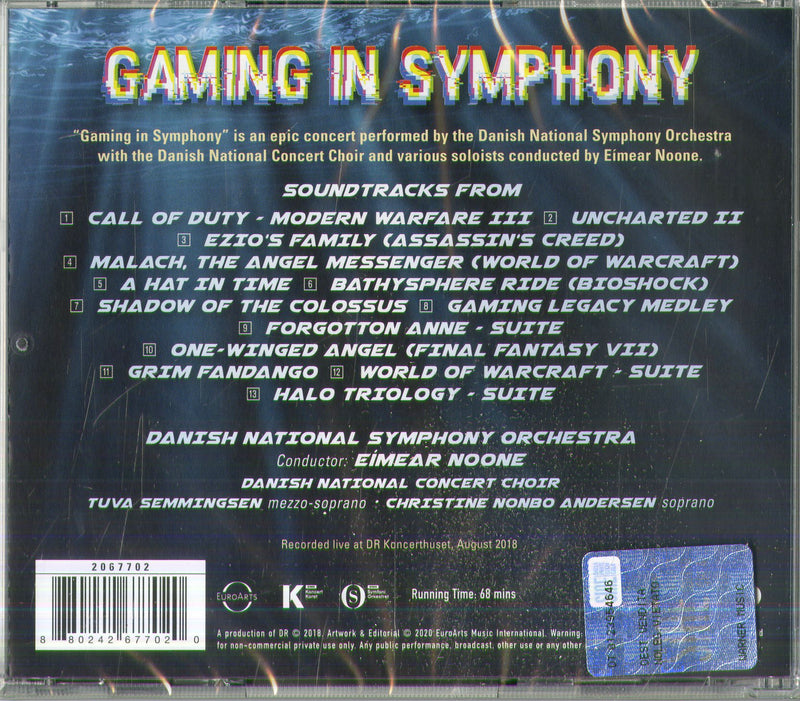 GAMING IN SYMPHONY
“Gaming in Symphony” is an epic concert performed by the Danish National Symphony Orchestra
with the Danish National Concert Choir and various soloists conducted by Eímear Noone.
SOUNDTRACKS FROM
1 CALL OF DUTY - MODERN WARFARE III 2 UNCHARTED II
3 EZIO'S FAMILY (ASSASSIN'S CREED)
4 MALACH, THE ANGEL MESSENGER (WORLD OF WARCRAFT)
5 A HAT IN TIME 6 BATHYSPHERE RIDE (BIOSHOCK)
7 SHADOW OF THE COLOSSUS 8 GAMING LEGACY MEDLEY
9 FORGOTTON ANNE - SUITE
10 ONE-WINGED ANGEL (FINAL FANTASY VII)
11 GRIM FANDANGO 12 WORLD OF WARCRAFT - SUITE
13 HALO TRIOLOGY - SUITE
DANISH NATIONAL SYMPHONY ORCHESTRA
Conductor: EÍMEAR NOONE
DANISH NATIONAL CONCERT CHOIR
TUVA SEMMINGSEN mezzo-soprano · CHRISTINE NONBO ANDERSEN soprano
Recorded live at DR Koncerthuset, August 2018
2067702
8 80242 67702 0
EUROARTS
K Koncert Koret
S Symfoni Orkestret
Running Time: 68 mins
A production of DR © 2018. Artwork & Editorial © 2020 EuroArts Music International. Warning:
for non-commercial private use only. Any public performance, broadcast, other use or any other
WARNER MUSIC